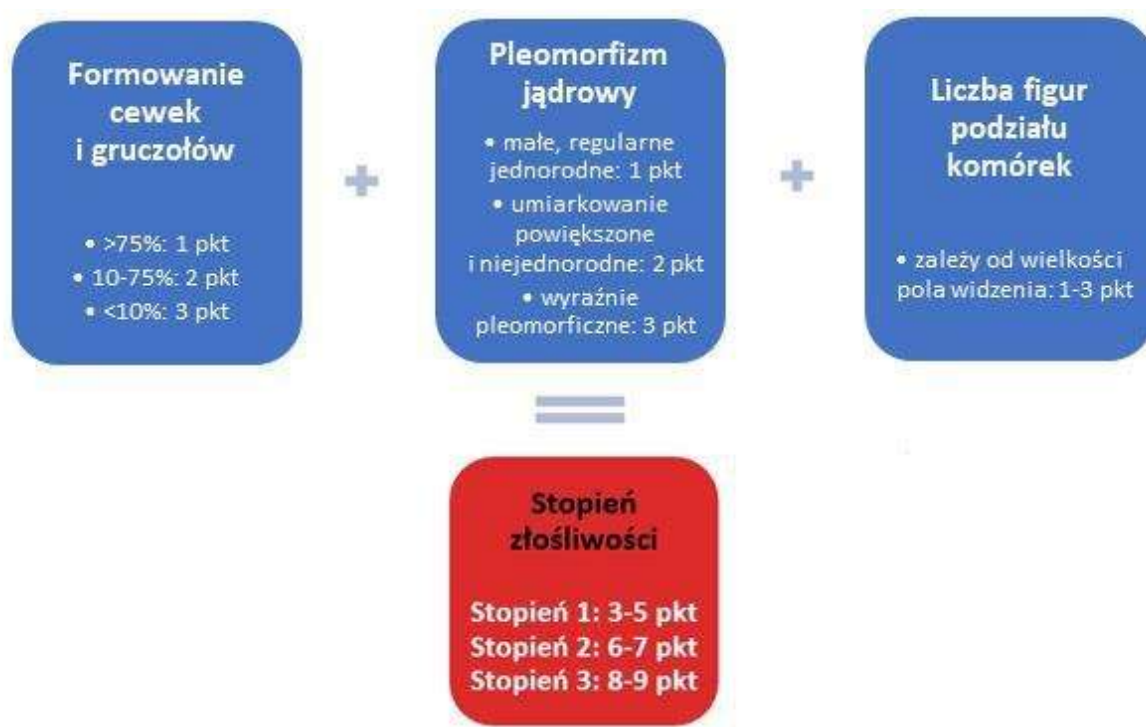 Formowanie
cewek
i gruczołów
• >75%: 1 pkt
• 10-75%: 2 pkt
• <10%: 3 pkt
+
Pleomorfizm
jądrowy
• małe, regularne
jednorodne: 1 pkt
• umiarkowanie
powiększone
i niejednorodne: 2 pkt
• wyraźnie
pleomorficzne: 3 pkt
+
Liczba figur
podziału
komórek
• zależy od wielkości
pola widzenia: 1-3 pkt
=
Stopień
złośliwości
Stopień 1: 3-5 pkt
Stopień 2: 6-7 pkt
Stopień 3: 8-9 pkt